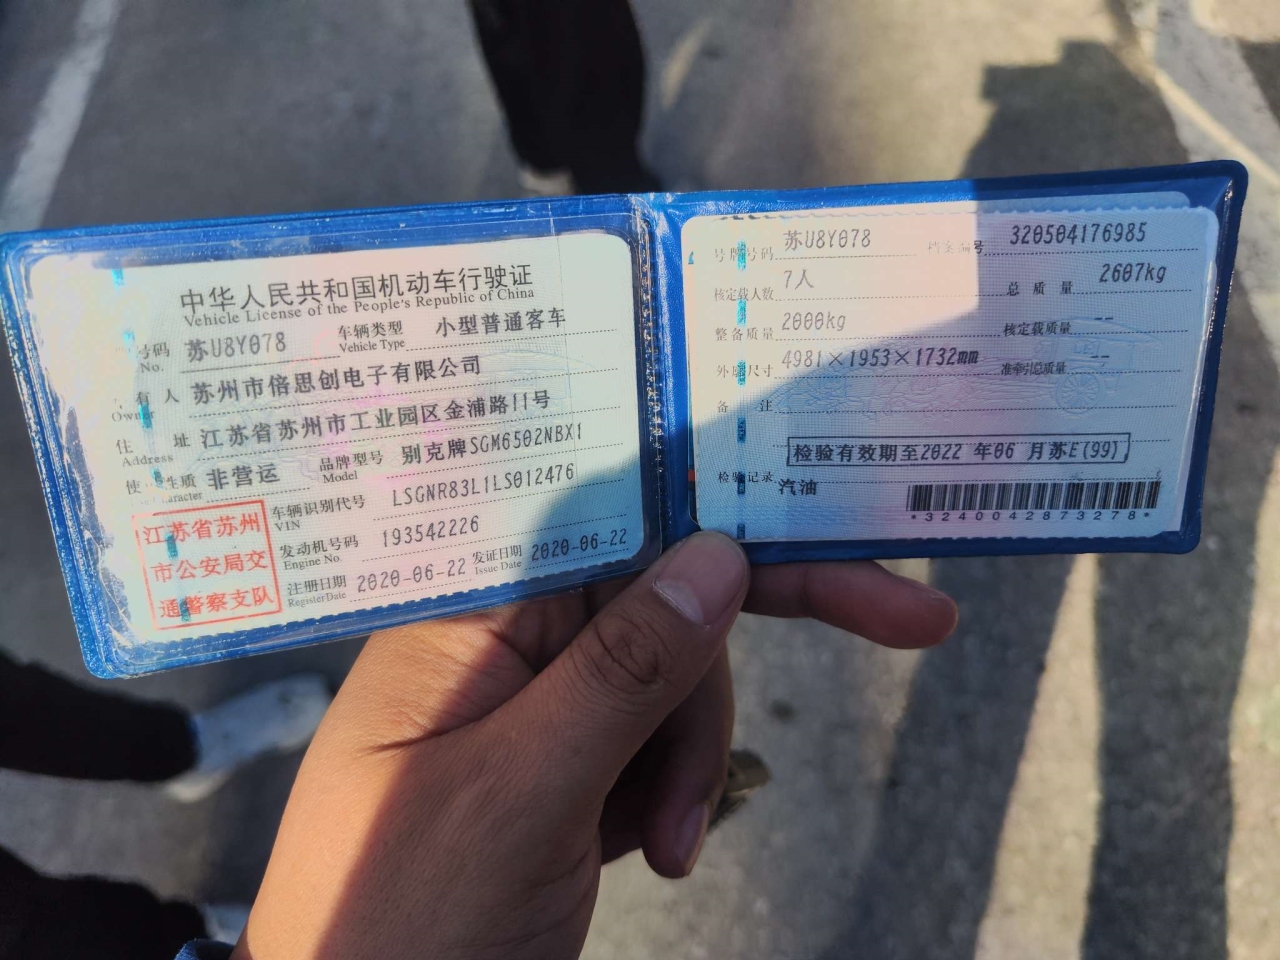 中华人民共和国机动车行驶证
Vehicle License of the People's Republic of China
号码 苏U8Y078 车辆类型 小型普通客车
No. Vehicle Type
有人 苏州市倍思创电子有限公司
Owner
住址 江苏省苏州市工业园区金浦路11号
Address
使 性质 非营运 品牌型号 别克牌SGM6502NBX1
Model
江苏省苏州
市公安局交
通警察支队
车辆识别代号 LSGNR83L1LS012476
VIN
发动机号码 193542226
Engine No.
注册日期 2020-06-22 发证日期 2020-06-22
Register Date Issue Date
号牌号码 苏U8Y078 档案编号 320504176985
核定载人数 7人 总质量 2607kg
整备质量 2000kg 核定载质量 --
外廓尺寸 4981×1953×1732mm 准牵引总质量 --
备注
检验有效期至2022 年06 月苏E(99)
检验记录 汽油
*3240042873278*